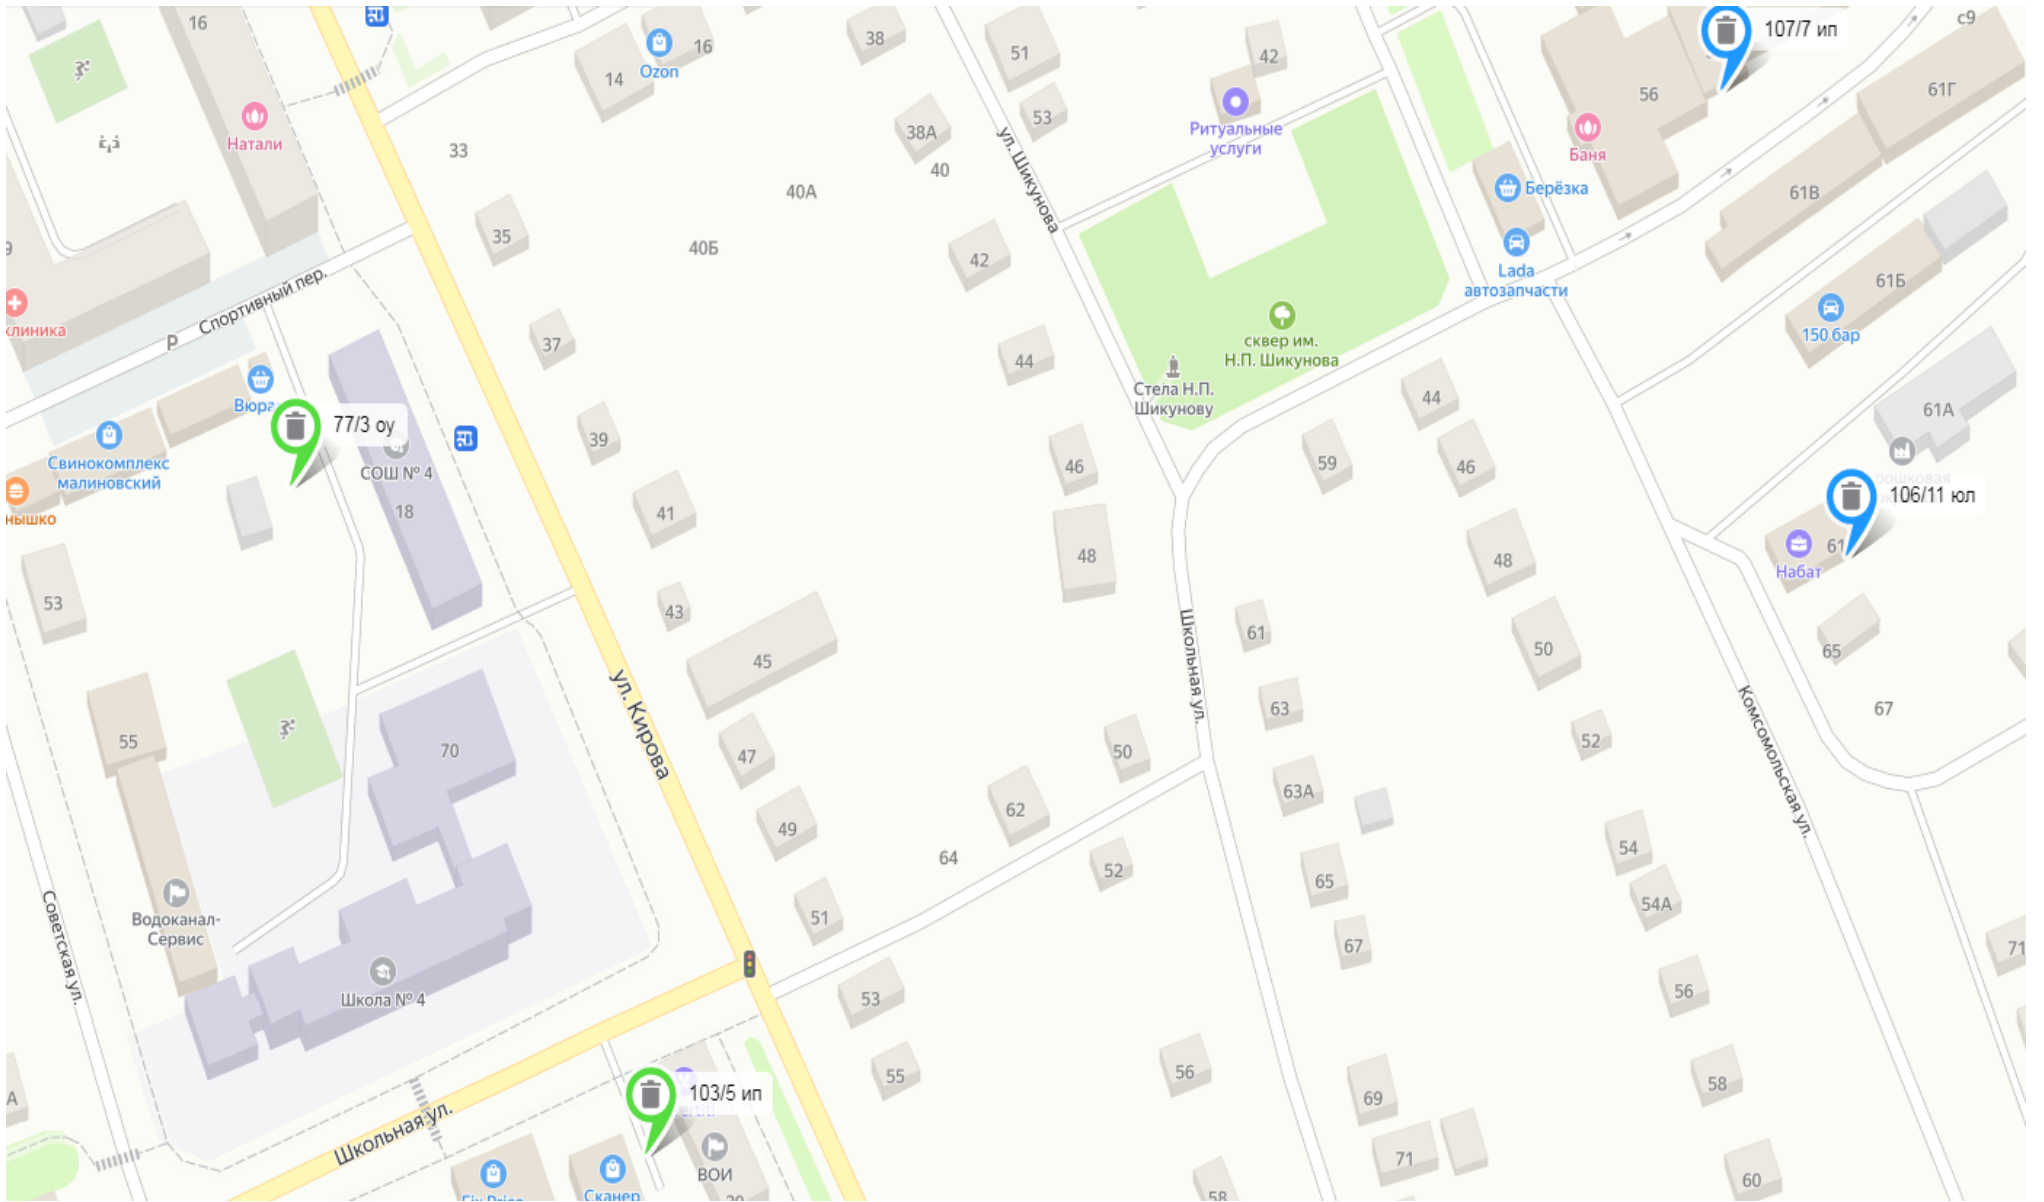 16
с9
107/7 ип
16
Ozon
14
38
51
42
56
61Г
Натали
33
38А
53
Ритуальные
услуги
Баня
40
40А
ул. Шикунова
Берёзка
61В
35
40Б
42
Lada
автозапчасти
61Б
Спортивный пер.
Р
37
44
сквер им.
Н.П. Шикунова
150 бар
Стела Н.П.
Шикунову
44
61А
77/3 оу
39
46
59
46
Свинокомплекс
малиновский
СОШ № 4
18
41
48
48
106/11 юл
Набат
53
43
45
61
50
65
ул. Кирова
Школьная ул.
Комсомольская ул.
55
70
47
50
63
52
67
49
62
63А
54
64
52
65
54А
Советская ул.
Водоканал-
Сервис
51
67
71
Школа № 4
53
56
55
56
69
58
103/5 ип
Школьная ул.
ВОИ
71
60
Fix Price
Сканер
58